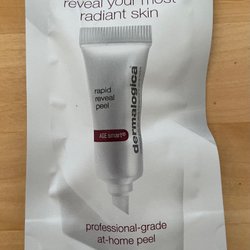 reveal your most
radiant skin
rapid
reveal
peel
AGE smart®
dermalogica
professional-grade
at-home peel